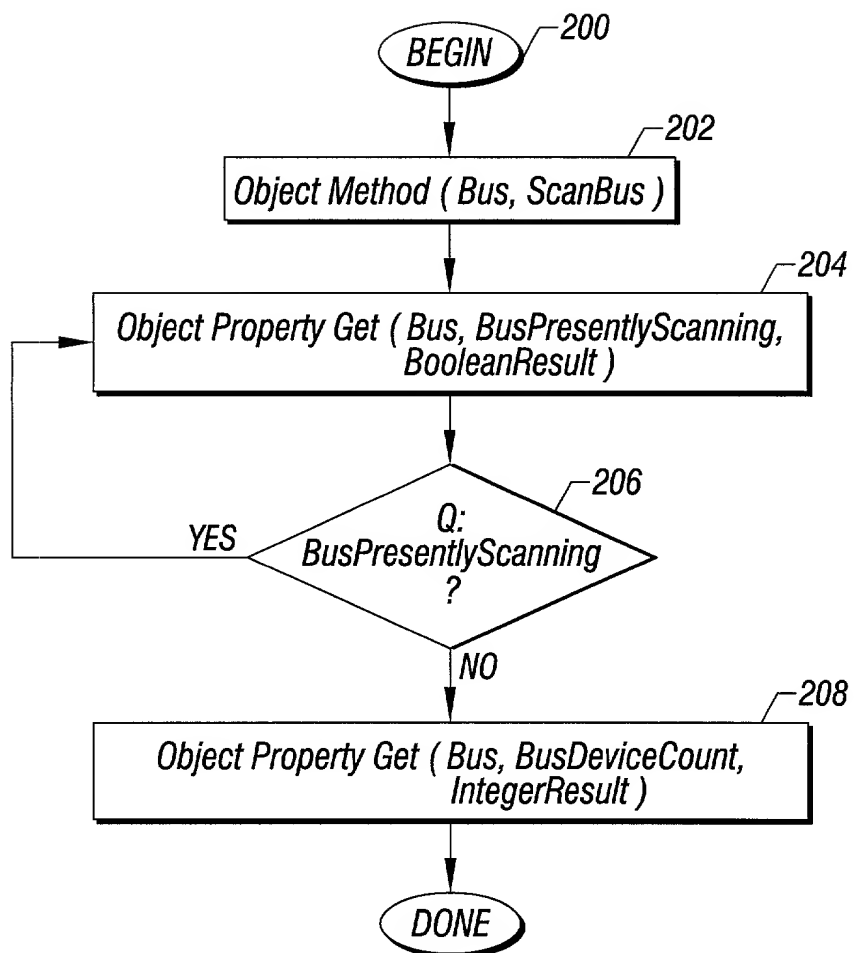 BEGIN
200
202
Object Method ( Bus, ScanBus )
204
Object Property Get ( Bus, BusPresentlyScanning,
BooleanResult )
206
Q:
BusPresentlyScanning
?
YES
NO
208
Object Property Get ( Bus, BusDeviceCount,
IntegerResult )
DONE